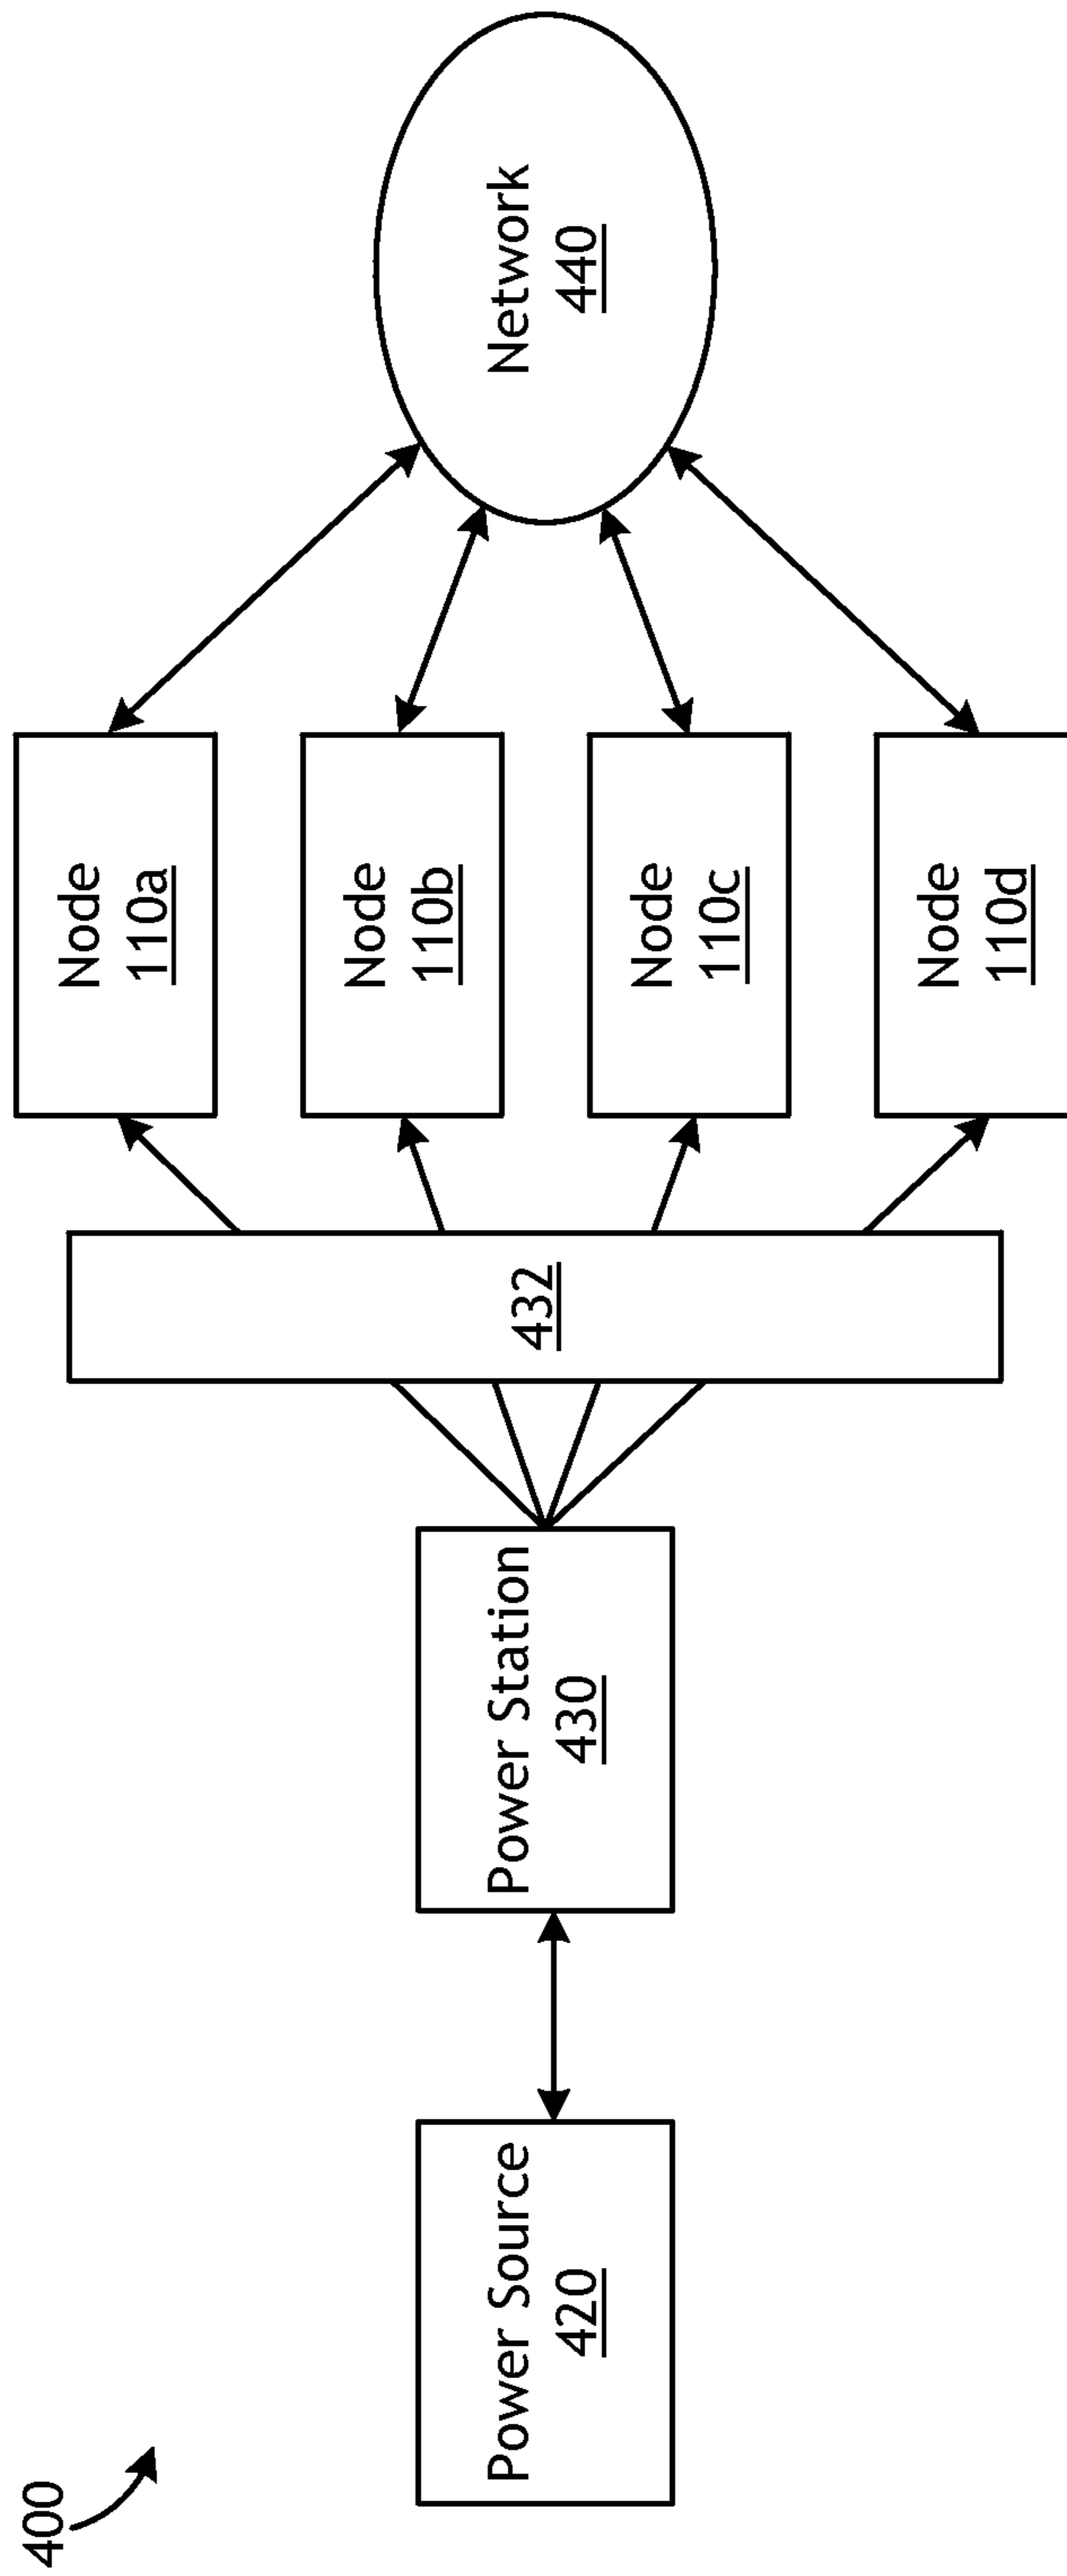 400
Power Source
420
Power Station
430
432
Node
110a
Node
110b
Node
110c
Node
110d
Network
440